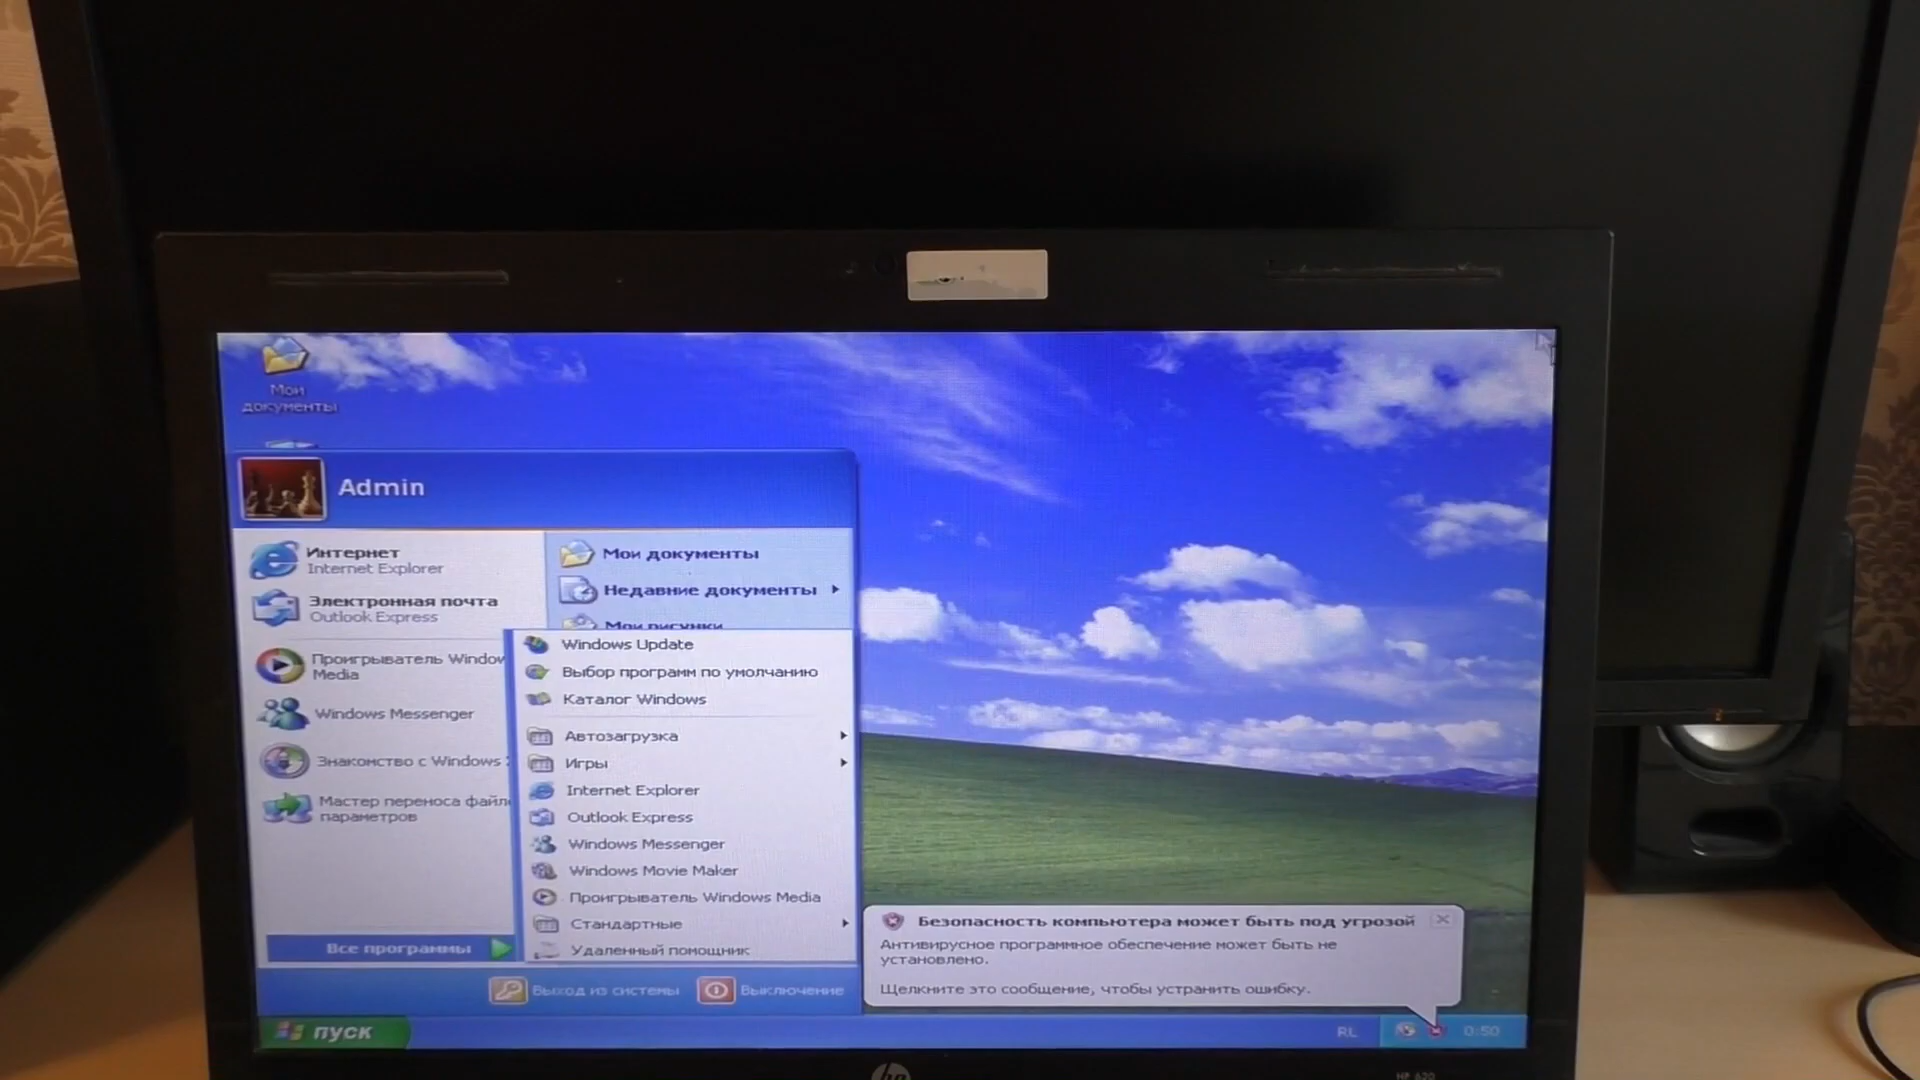 Мои
документы
Admin
Интернет
Internet Explorer
Электронная почта
Outlook Express
Проигрыватель Window
Media
Windows Messenger
Знакомство с Windows
Мастер переноса файло
параметров
Все программы
Мои документы
Недавние документы
Мои рисунки
Windows Update
Выбор программ по умолчанию
Каталог Windows
Автозагрузка
Игры
Internet Explorer
Outlook Express
Windows Messenger
Windows Movie Maker
Проигрыватель Windows Media
Стандартные
Удаленный помощник
Выход из системы
Выключение
Безопасность компьютера может быть под угрозой
Антивирусное программное обеспечение может быть не
установлено.
Щелкните это сообщение, чтобы устранить ошибку.
пуск
RL
0:50
hp
HP 620